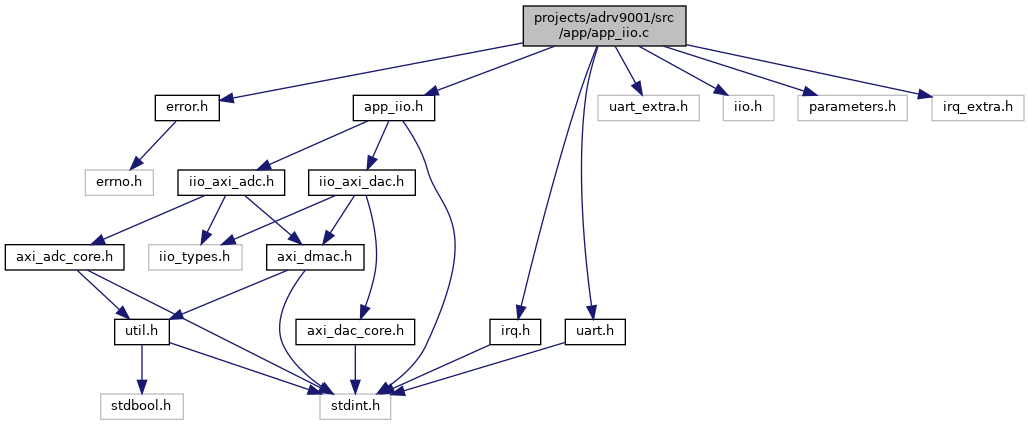 projects/adrv9001/src
/app/app_iio.c
error.h
app_iio.h
uart_extra.h
iio.h
parameters.h
irq_extra.h
errno.h
iio_axi_adc.h
iio_axi_dac.h
axi_adc_core.h
iio_types.h
axi_dmac.h
util.h
axi_dac_core.h
irq.h
uart.h
stdbool.h
stdint.h